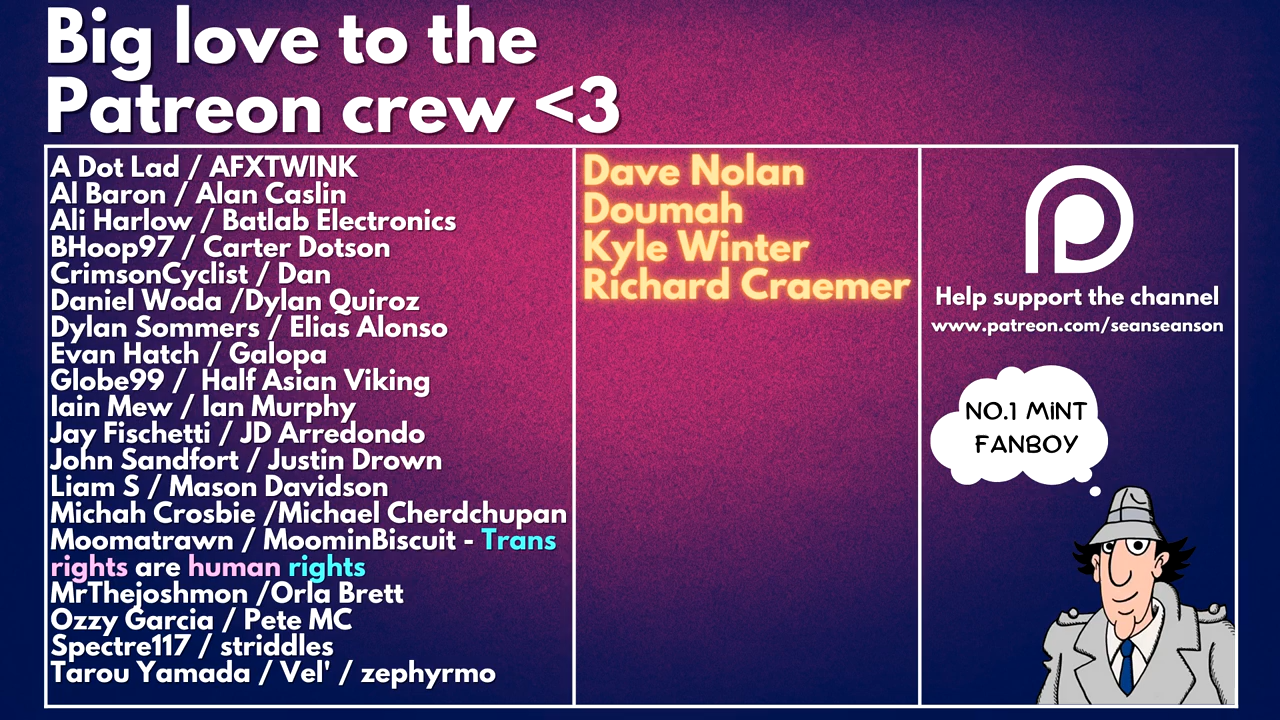 Big love to the
Patreon crew <3
A Dot Lad / AFXTWINK
Al Baron / Alan Caslin
Ali Harlow / Batlab Electronics
BHoop97 / Carter Dotson
CrimsonCyclist / Dan
Daniel Woda /Dylan Quiroz
Dylan Sommers / Elias Alonso
Evan Hatch / Galopa
Globe99 /  Half Asian Viking
Iain Mew / Ian Murphy
Jay Fischetti / JD Arredondo
John Sandfort / Justin Drown
Liam S / Mason Davidson
Michah Crosbie /Michael Cherdchupan
Moomatrawn / MoominBiscuit - Trans
rights are human rights
MrThejoshmon /Orla Brett
Ozzy Garcia / Pete MC
Spectre117 / striddles
Tarou Yamada / Vel' / zephyrmo
Dave Nolan
Doumah
Kyle Winter
Richard Craemer
Help support the channel
www.patreon.com/seanseanson
NO.1 MiNT
FANBOY